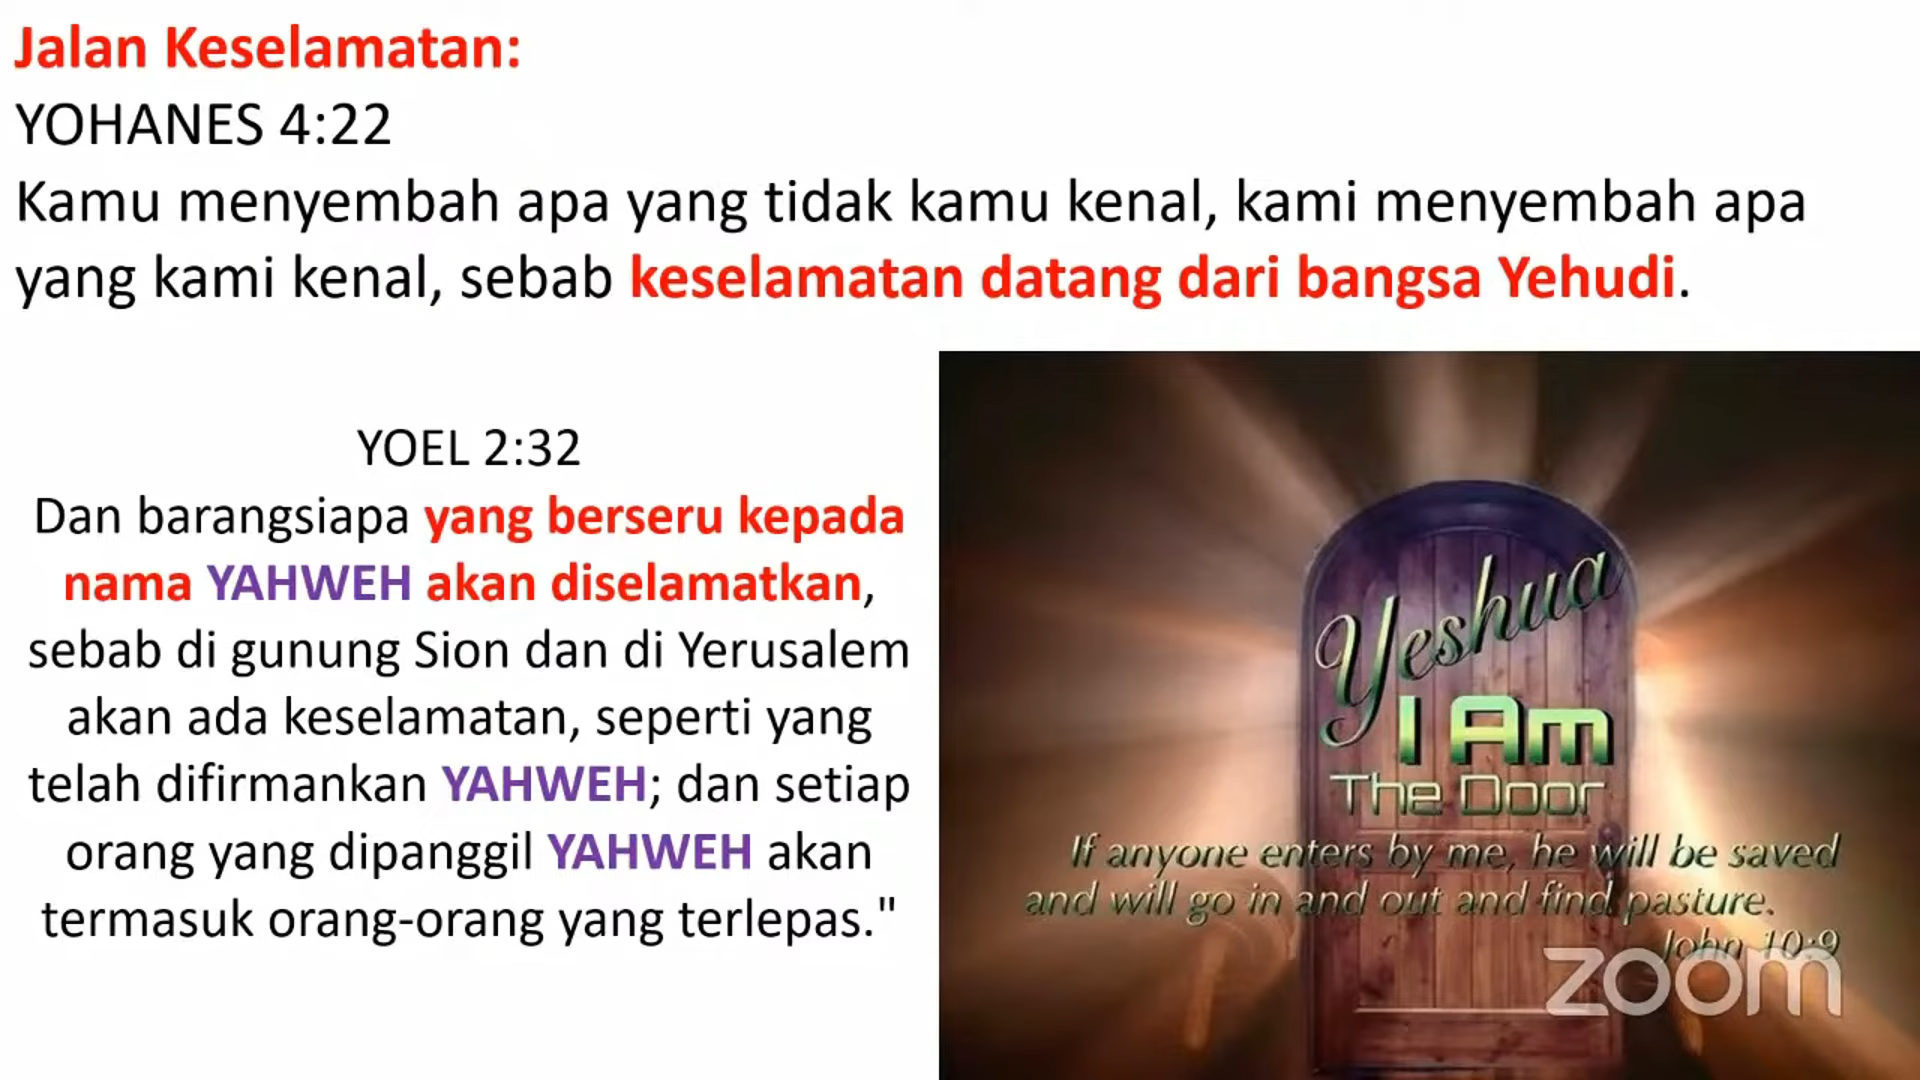 Jalan Keselamatan:
YOHANES 4:22
Kamu menyembah apa yang tidak kamu kenal, kami menyembah apa
yang kami kenal, sebab keselamatan datang dari bangsa Yehudi.
YOEL 2:32
Dan barangsiapa yang berseru kepada
nama YAHWEH akan diselamatkan,
sebab di gunung Sion dan di Yerusalem
akan ada keselamatan, seperti yang
telah difirmankan YAHWEH; dan setiap
orang yang dipanggil YAHWEH akan
termasuk orang-orang yang terlepas."
Yeshua
I Am
The Door
If anyone enters by me, he will be saved
and will go in and out and find pasture.
John 10:9
zoom